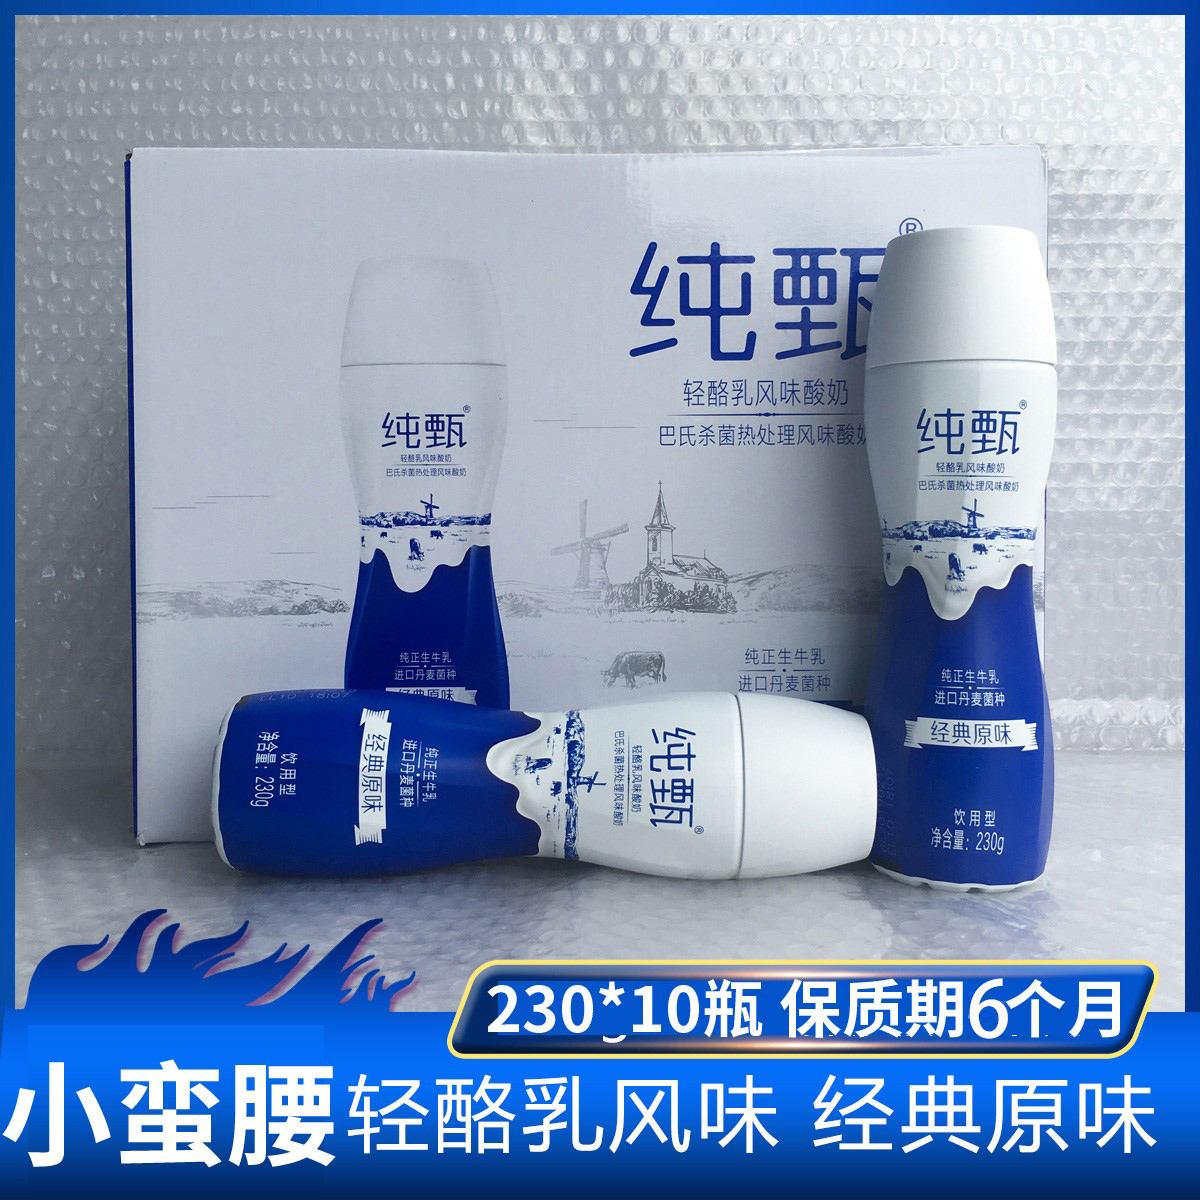 纯甄®
轻酪乳风味酸奶
巴氏杀菌热处理风味酸奶
纯正生牛乳
进口丹麦菌种
纯甄®
轻酪乳风味酸奶
巴氏杀菌热处理风味酸奶
纯正生牛乳
进口丹麦菌种
经典原味
纯甄®
轻酪乳风味酸奶
巴氏杀菌热处理风味酸奶
纯正生牛乳
进口丹麦菌种
经典原味
饮用型
净含量：230g
纯甄®
轻酪乳风味酸奶
巴氏杀菌热处理风味酸奶
纯正生牛乳
进口丹麦菌种
经典原味
饮用型
净含量：230g
230*10瓶 保质期6个月
小蛮腰 轻酪乳风味 经典原味